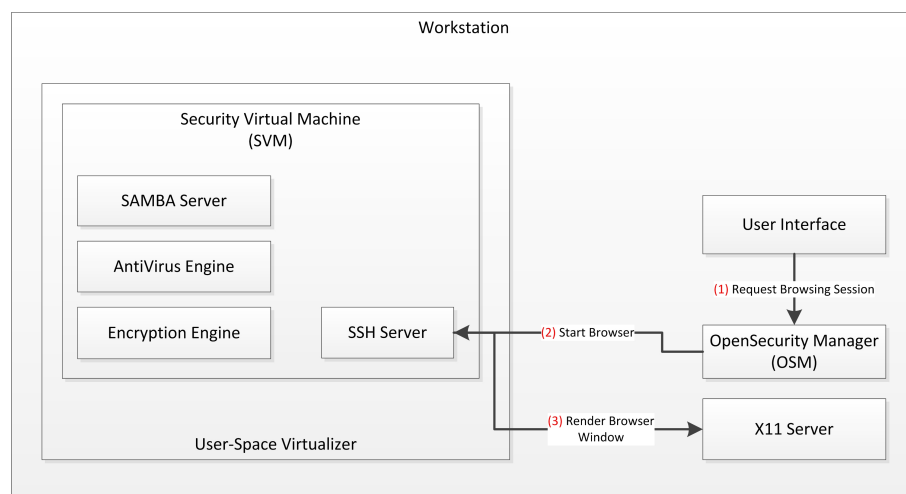 Workstation
Security Virtual Machine
(SVM)
SAMBA Server
AntiVirus Engine
Encryption Engine
SSH Server
User-Space Virtualizer
User Interface
(1) Request Browsing Session
OpenSecurity Manager
(OSM)
(2) Start Browser
(3) Render Browser
Window
X11 Server